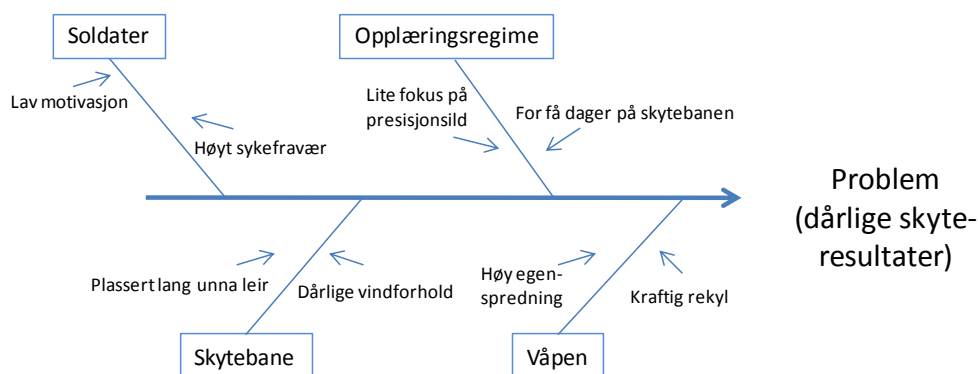 Soldater
Opplæringsregime
Lav motivasjon
Høyt sykefravær
Lite fokus på
presisjonsild
For få dager på skytebanen
Problem
(dårlige skyte-
resultater)
Plassert lang unna leir
Dårlige vindforhold
Høy egen-
spredning
Kraftig rekyl
Skytebane
Våpen